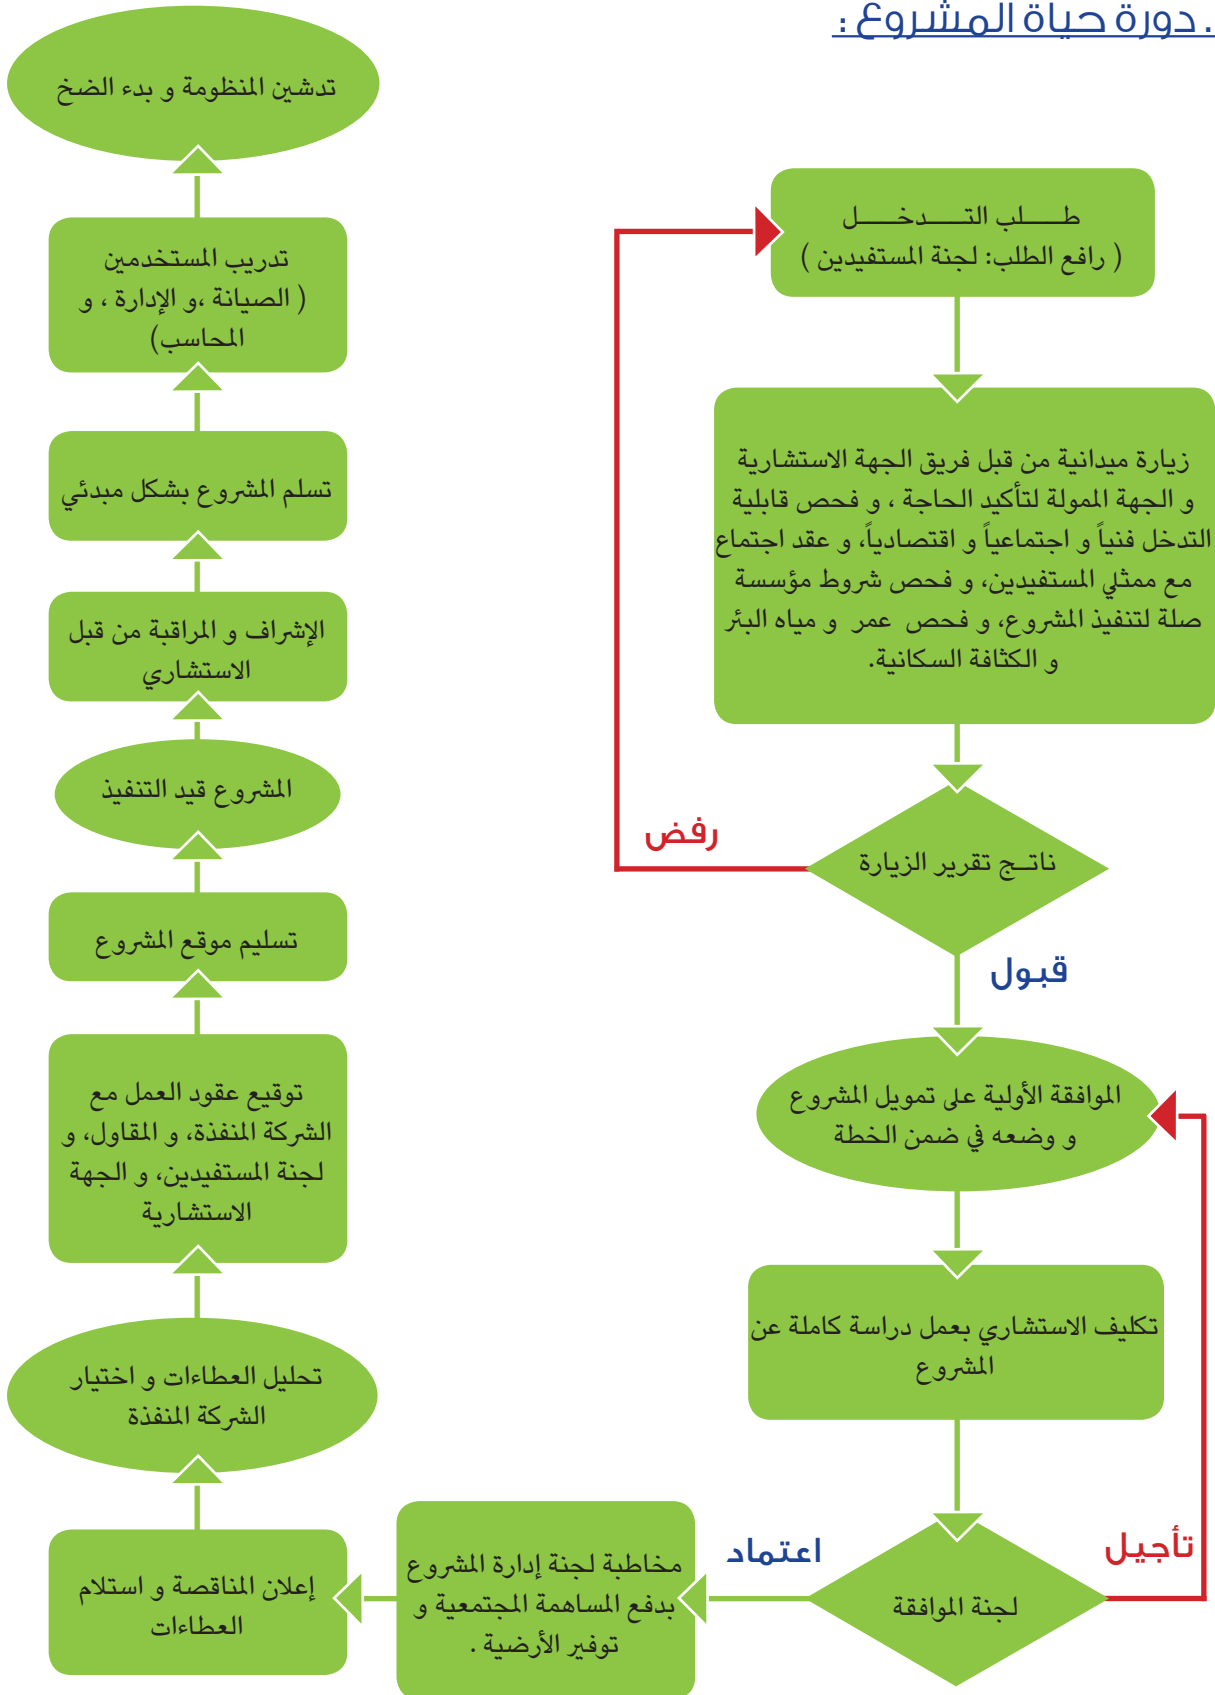 . دورة حياة المشروع :
طـــــلب التــــــدخـــــــل
( رافع الطلب: لجنة المستفيدين )
زيارة ميدانية من قبل فريق الجهة الاستشارية
و الجهة الممولة لتأكيد الحاجة ، و فحص قابلية
التدخل فنياً و اجتماعياً و اقتصادياً، و عقد اجتماع
مع ممثلي المستفيدين، و فحص شروط مؤسسة
صلة لتنفيذ المشروع، و فحص عمر و مياه البئر
و الكثافة السكانية.
ناتــج تقرير الزيارة
رفض
قبول
الموافقة الأولية على تمويل المشروع
و وضعه في ضمن الخطة
تكليف الاستشاري بعمل دراسة كاملة عن
المشروع
لجنة الموافقة
تأجيل
اعتماد
مخاطبة لجنة إدارة المشروع
بدفع المساهمة المجتمعية و
توفير الأرضية .
إعلان المناقصة و استلام
العطاءات
تحليل العطاءات و اختيار
الشركة المنفذة
توقيع عقود العمل مع
الشركة المنفذة، و المقاول، و
لجنة المستفيدين، و الجهة
الاستشارية
تسليم موقع المشروع
المشروع قيد التنفيذ
الإشراف و المراقبة من قبل
الاستشاري
تسلم المشروع بشكل مبدئي
تدريب المستخدمين
( الصيانة ،و الإدارة ، و
المحاسب)
تدشين المنظومة و بدء الضخ